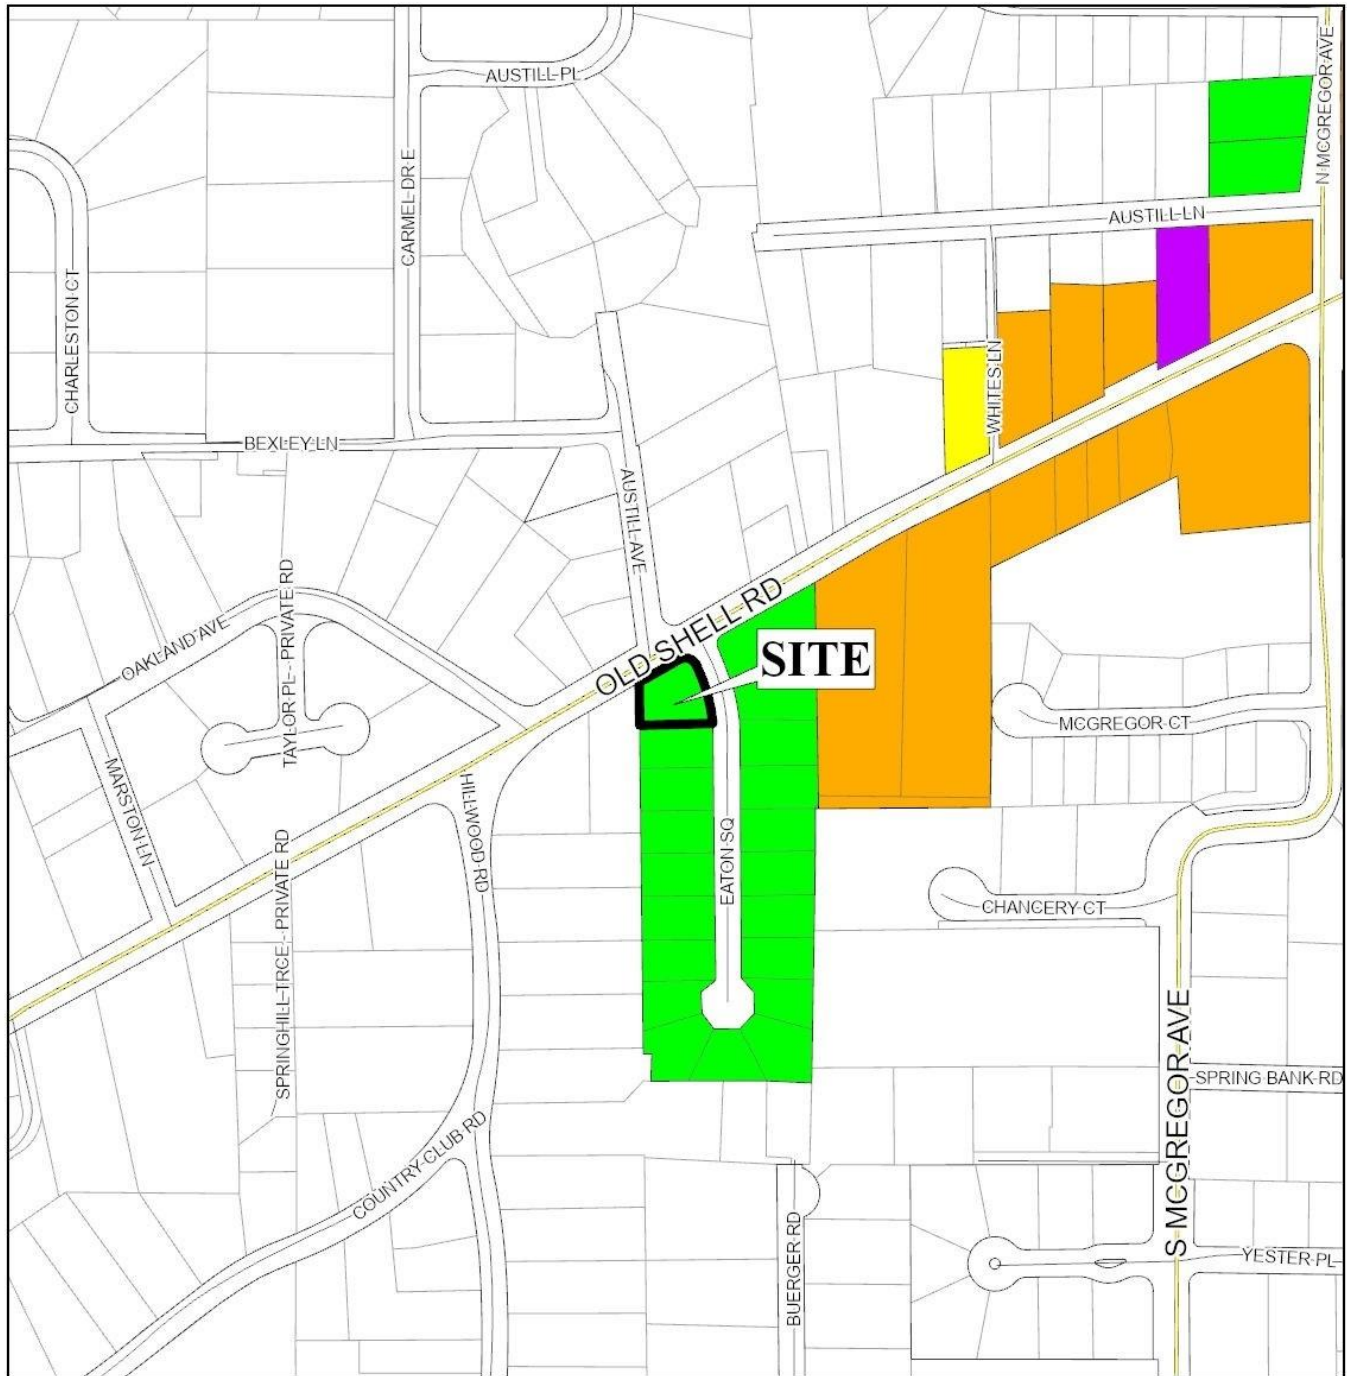 AUSTILL PL
N MCGREGOR AVE
CARMEL DR E
AUSTILL LN
CHARLESTON CT
WHITES LN
BEXLEY LN
AUSTILL AVE
TAYLOR PL - PRIVATE RD
OAKLAND AVE
OLD SHELL RD
SITE
MCGREGOR CT
MARSTON LN
HILLWOOD RD
SPRINGHILL TRCE - PRIVATE RD
EATON SQ
CHANCERY CT
S MCGREGOR AVE
SPRING BANK RD
COUNTRY CLUB RD
BUERGER RD
YESTER PL